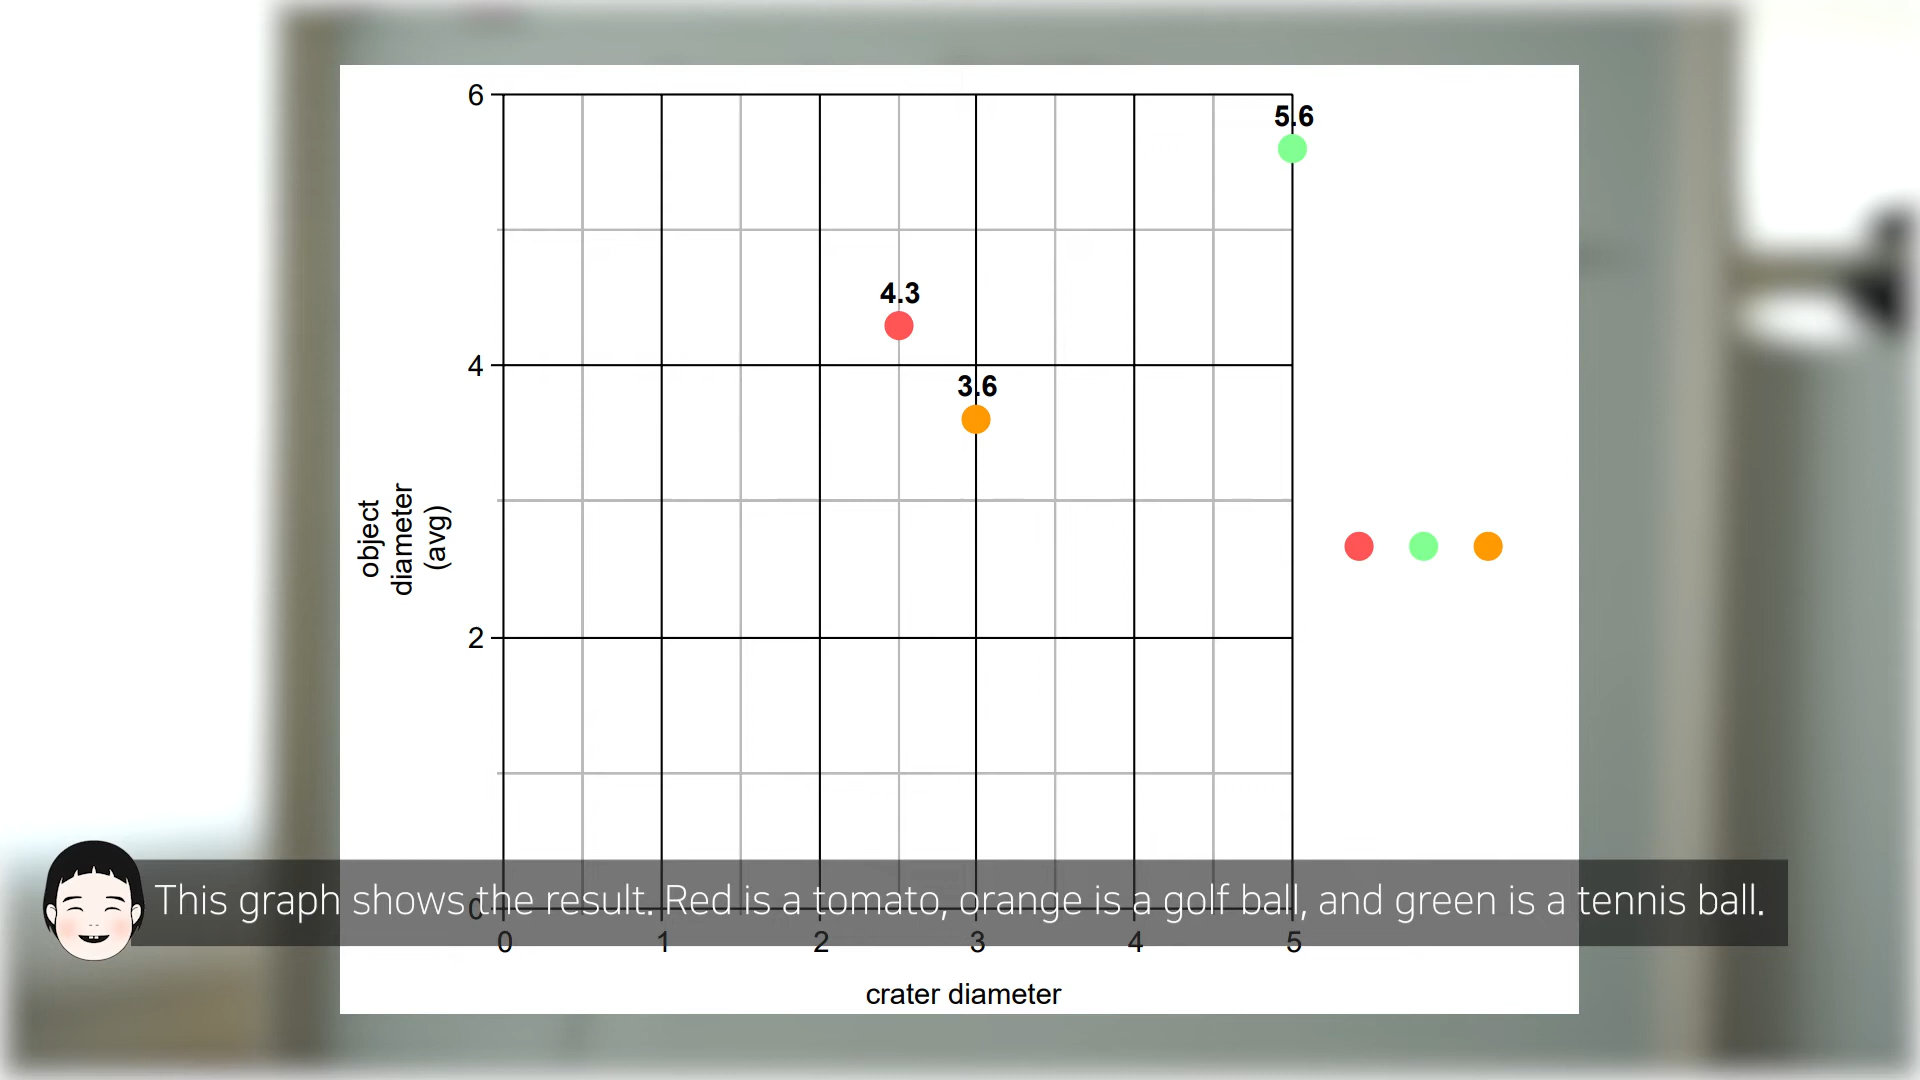 6
5.6
4.3
4
3.6
object
diameter
(avg)
2
This graph shows the result. Red is a tomato, orange is a golf ball, and green is a tennis ball.
0
0 1 2 3 4 5
crater diameter